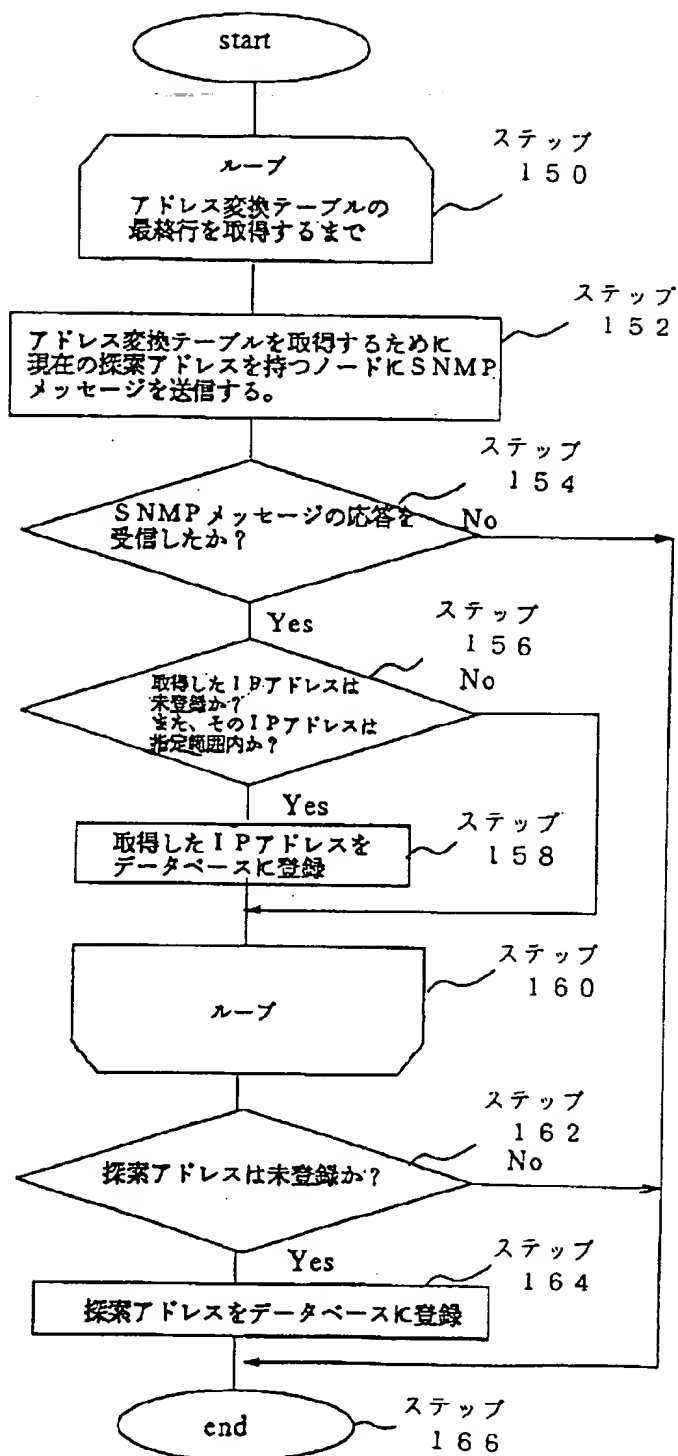 start
ループ
アドレス変換テーブルの
最終行を取得するまで
ステップ
150
アドレス変換テーブルを取得するために
現在の探索アドレスを持つノードにSNMP
メッセージを送信する。
ステップ
152
SNMPメッセージの応答を
受信したか?
ステップ
154
No
Yes
取得したIPアドレスは
未登録か?
また、そのIPアドレスは
指定範囲内か?
ステップ
156
No
Yes
取得したIPアドレスを
データベースに登録
ステップ
158
ループ
ステップ
160
探索アドレスは未登録か?
ステップ
162
No
Yes
探索アドレスをデータベースに登録
ステップ
164
end
ステップ
166